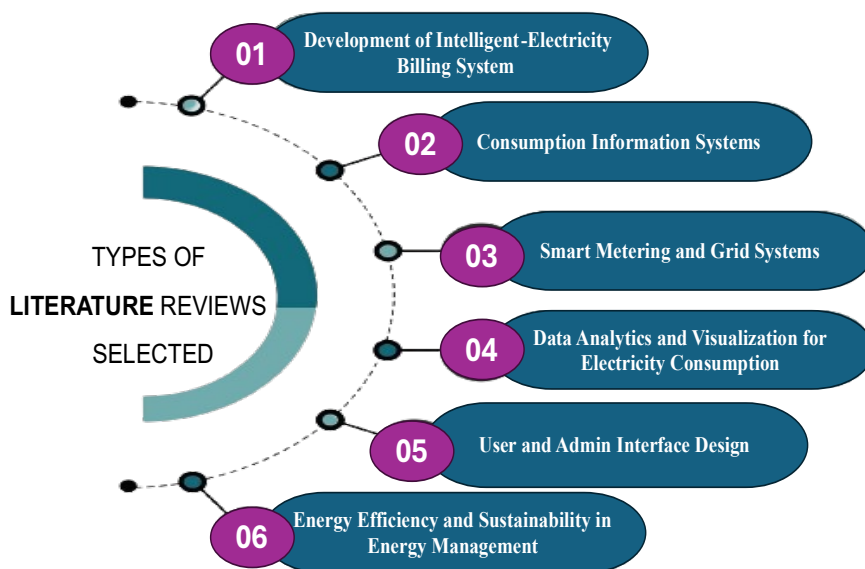 01
Development of Intelligent-Electricity
Billing System
02
Consumption Information Systems
TYPES OF
LITERATURE REVIEWS
SELECTED
03
Smart Metering and Grid Systems
04
Data Analytics and Visualization for
Electricity Consumption
05
User and Admin Interface Design
06
Energy Efficiency and Sustainability in
Energy Management